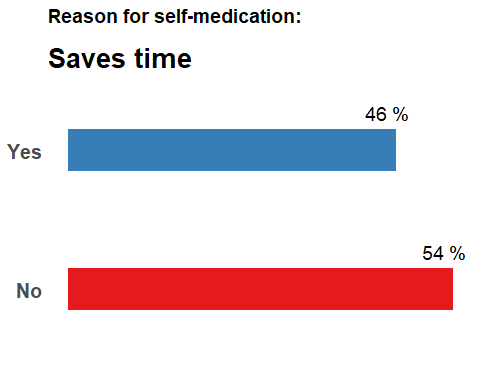 Reason for self-medication:
Saves time
46 %
Yes
54 %
No